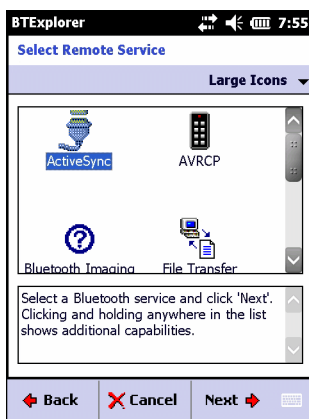 BTExplorer 7:55
Select Remote Service
Large Icons
ActiveSync AVRCP
Bluetooth Imaging File Transfer
Select a Bluetooth service and click 'Next'.
Clicking and holding anywhere in the list
shows additional capabilities.
Back Cancel Next